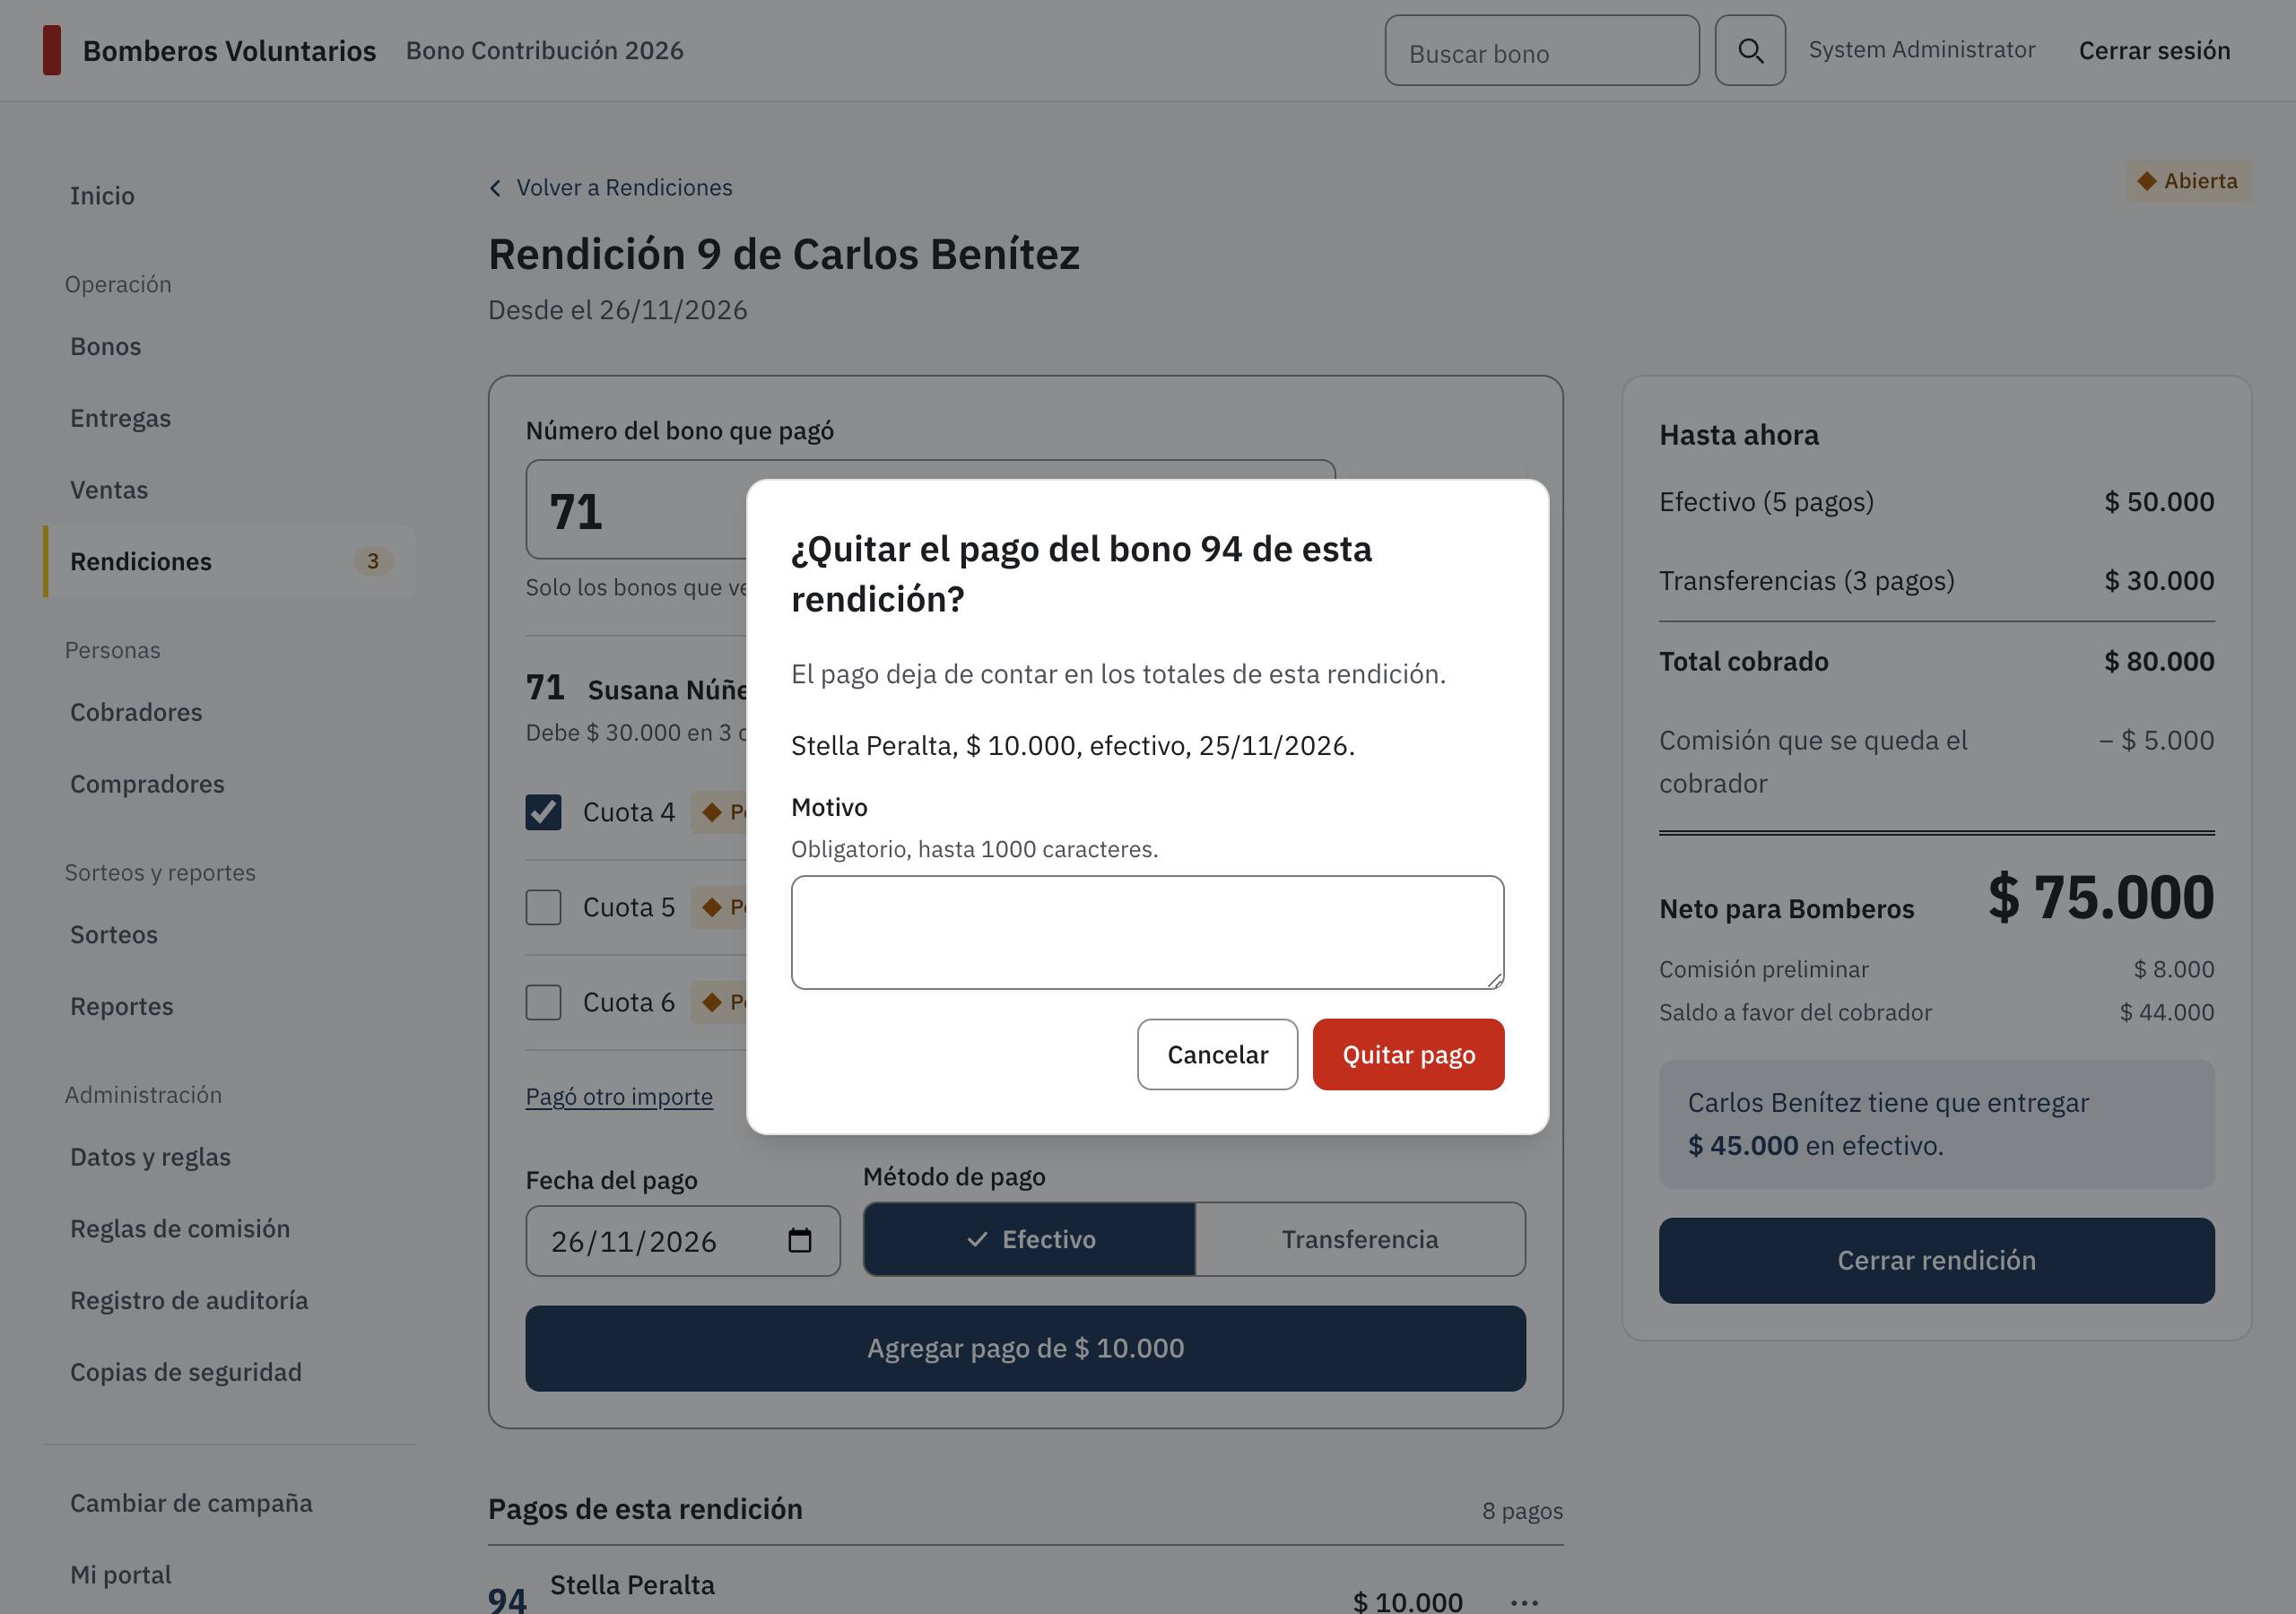 Bomberos Voluntarios
Bono Contribución 2026
Buscar bono
System Administrator
Cerrar sesión
Inicio
Operación
Bonos
Entregas
Ventas
Rendiciones
3
Personas
Cobradores
Compradores
Sorteos y reportes
Sorteos
Reportes
Administración
Datos y reglas
Reglas de comisión
Registro de auditoría
Copias de seguridad
Cambiar de campaña
Mi portal
Volver a Rendiciones
Abierta
Rendición 9 de Carlos Benítez
Desde el 26/11/2026
Número del bono que pagó
71
Solo los bonos que
71 Susana
Debe $ 30.000 en 3
Cuota 4
Cuota 5
Cuota 6
Pagó otro importe
¿Quitar el pago del bono 94 de esta
rendición?
El pago deja de contar en los totales de esta rendición.
Stella Peralta, $ 10.000, efectivo, 25/11/2026.
Motivo
Obligatorio, hasta 1000 caracteres.
Cancelar
Quitar pago
Fecha del pago
26/11/2026
Método de pago
Efectivo
Transferencia
Agregar pago de $ 10.000
Pagos de esta rendición
8 pagos
94 Stella Peralta
$ 10.000
Hasta ahora
Efectivo (5 pagos) $ 50.000
Transferencias (3 pagos) $ 30.000
Total cobrado $ 80.000
Comisión que se queda el – $ 5.000
cobrador
Neto para Bomberos $ 75.000
Comisión preliminar $ 8.000
Saldo a favor del cobrador $ 44.000
Carlos Benítez tiene que entregar
$ 45.000 en efectivo.
Cerrar rendición